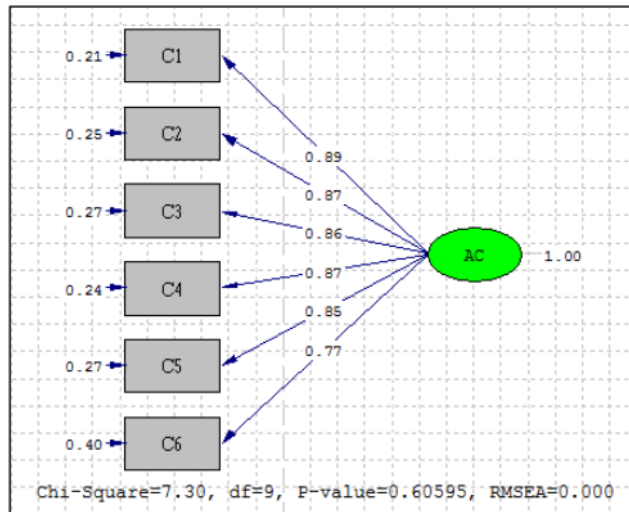 0.21 C1
0.89
0.25 C2
0.87
0.27 C3
0.86
AC 1.00
0.24 C4
0.87
0.85
0.27 C5
0.77
0.40 C6
Chi-Square=7.30, df=9, P-value=0.60595, RMSEA=0.000